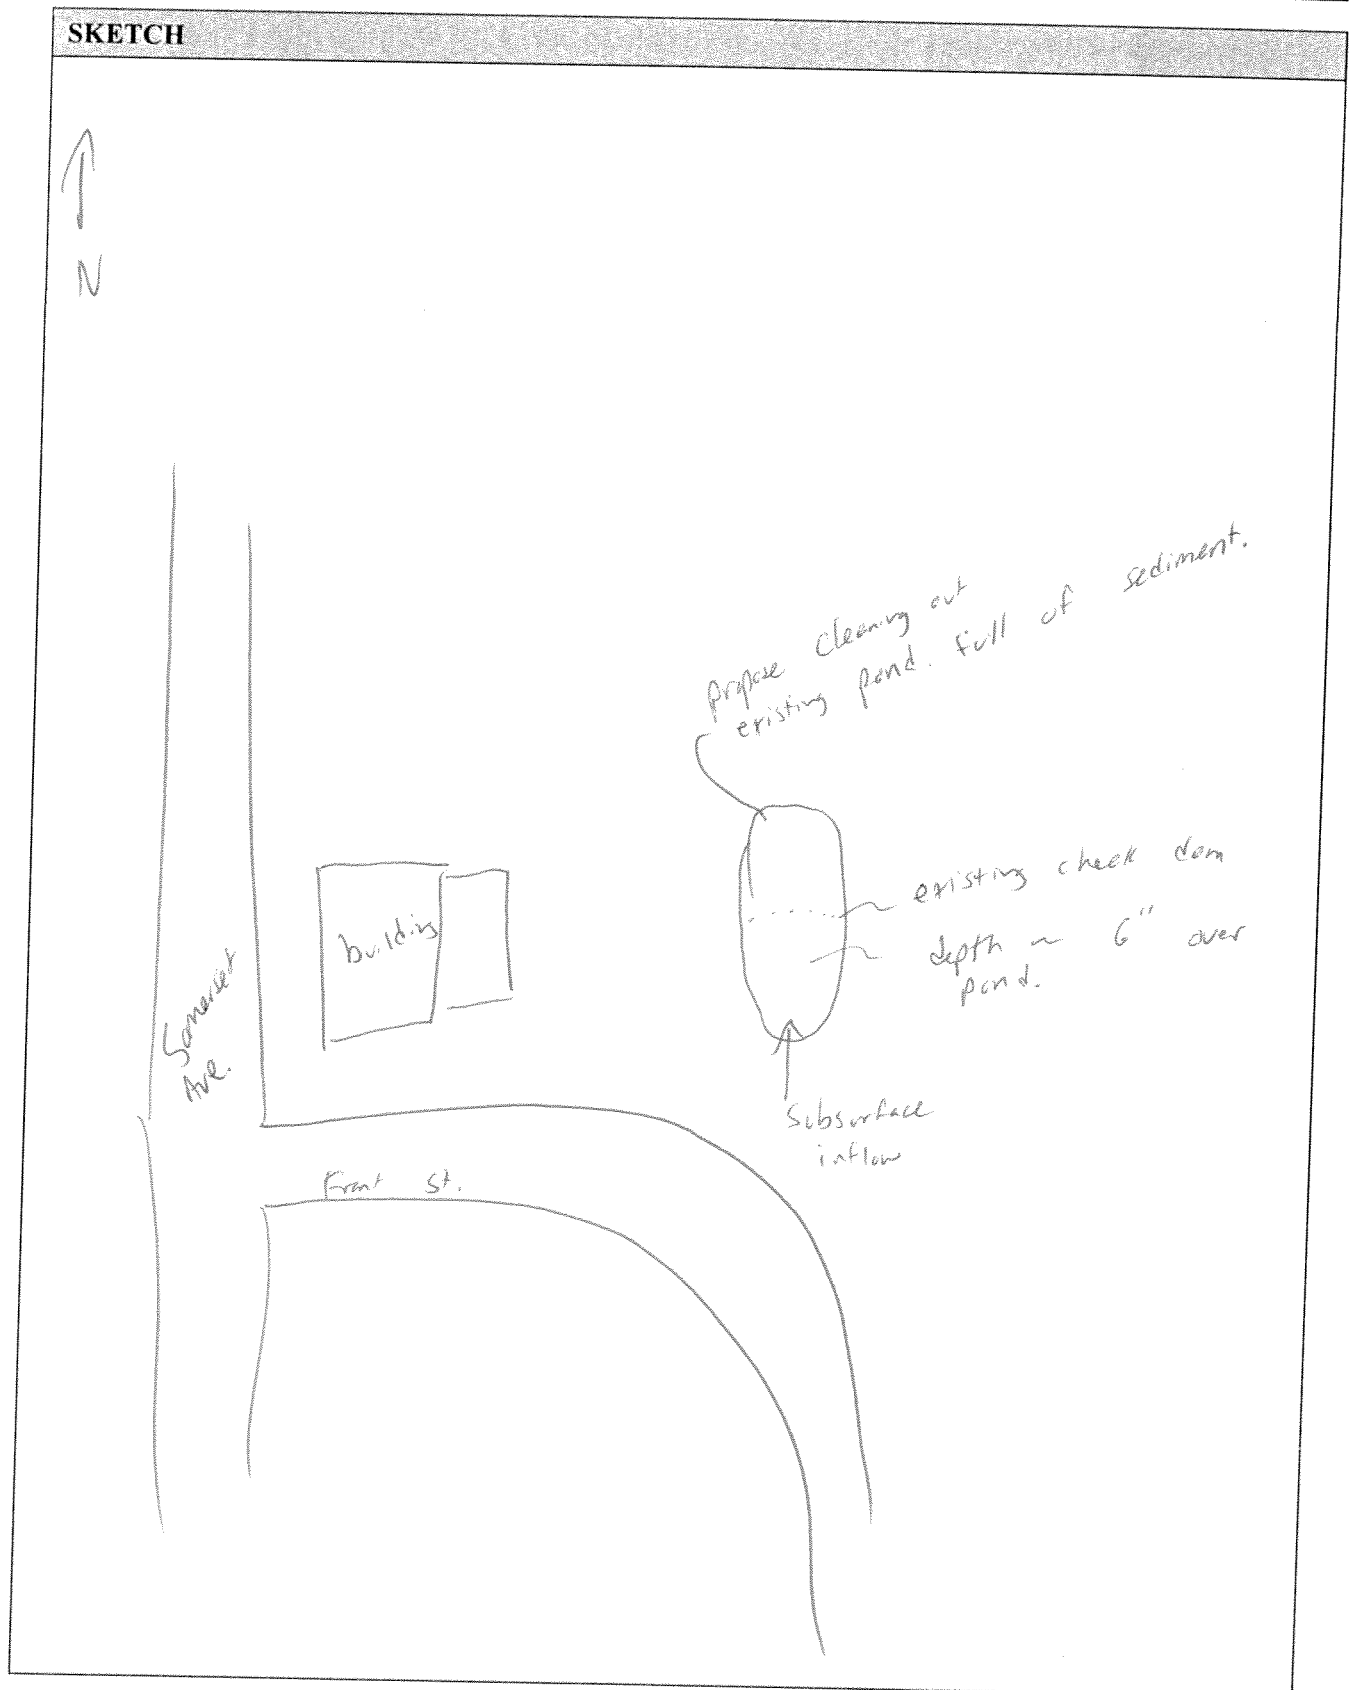 SKETCH
N
propose cleaning out
existing pond. full of sediment.
existing check dam
building
depth ~ 6" over
pond.
Somerset
Ave.
Subsurface
inflow
Front St.